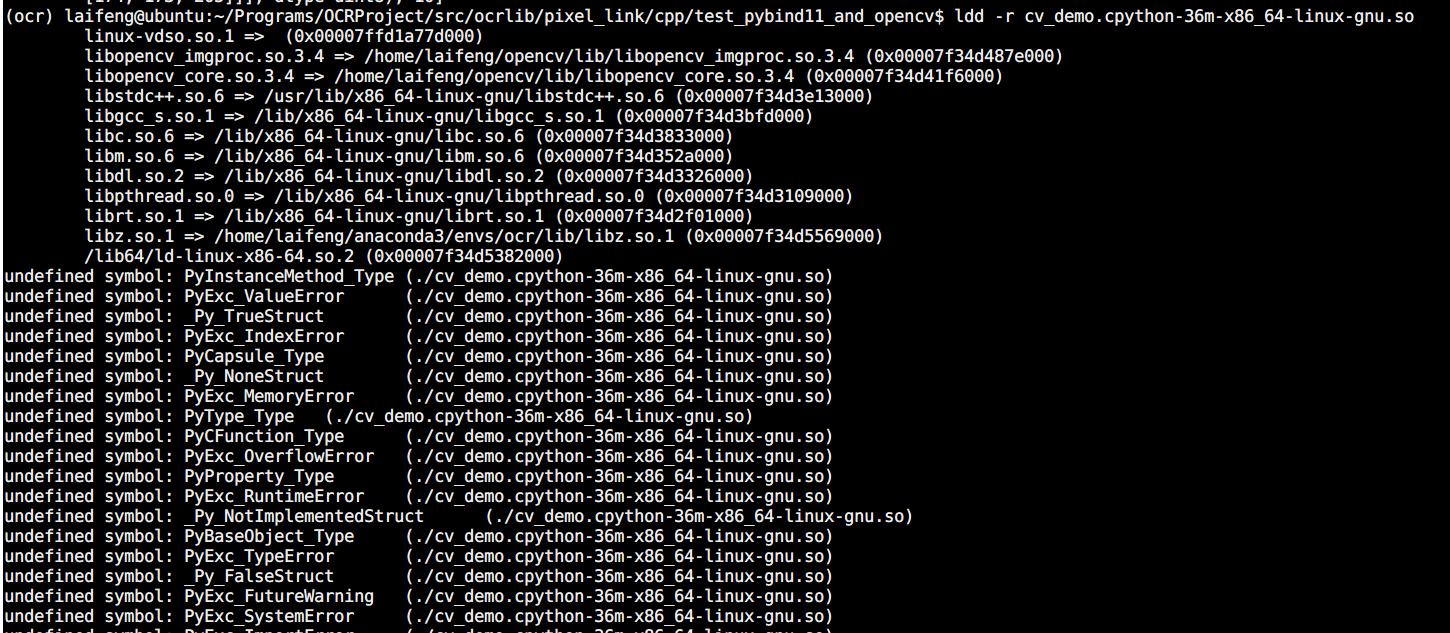 (ocr) laifeng@ubuntu:~/Programs/OCRProject/src/ocrlib/pixel_link/cpp/test_pybind11_and_opencv$ ldd -r cv_demo.cpython-36m-x86_64-linux-gnu.so
linux-vdso.so.1 => (0x00007ffd1a77d000)
libopencv_imgproc.so.3.4 => /home/laifeng/opencv/lib/libopencv_imgproc.so.3.4 (0x00007f34d487e000)
libopencv_core.so.3.4 => /home/laifeng/opencv/lib/libopencv_core.so.3.4 (0x00007f34d41f6000)
libstdc++.so.6 => /usr/lib/x86_64-linux-gnu/libstdc++.so.6 (0x00007f34d3e13000)
libgcc_s.so.1 => /lib/x86_64-linux-gnu/libgcc_s.so.1 (0x00007f34d3bfd000)
libc.so.6 => /lib/x86_64-linux-gnu/libc.so.6 (0x00007f34d3833000)
libm.so.6 => /lib/x86_64-linux-gnu/libm.so.6 (0x00007f34d352a000)
libdl.so.2 => /lib/x86_64-linux-gnu/libdl.so.2 (0x00007f34d3326000)
libpthread.so.0 => /lib/x86_64-linux-gnu/libpthread.so.0 (0x00007f34d3109000)
librt.so.1 => /lib/x86_64-linux-gnu/librt.so.1 (0x00007f34d2f01000)
libz.so.1 => /home/laifeng/anaconda3/envs/ocr/lib/libz.so.1 (0x00007f34d5569000)
/lib64/ld-linux-x86-64.so.2 (0x00007f34d5382000)
undefined symbol: PyInstanceMethod_Type (./cv_demo.cpython-36m-x86_64-linux-gnu.so)
undefined symbol: PyExc_ValueError (./cv_demo.cpython-36m-x86_64-linux-gnu.so)
undefined symbol: _Py_TrueStruct (./cv_demo.cpython-36m-x86_64-linux-gnu.so)
undefined symbol: PyExc_IndexError (./cv_demo.cpython-36m-x86_64-linux-gnu.so)
undefined symbol: PyCapsule_Type (./cv_demo.cpython-36m-x86_64-linux-gnu.so)
undefined symbol: _Py_NoneStruct (./cv_demo.cpython-36m-x86_64-linux-gnu.so)
undefined symbol: PyExc_MemoryError (./cv_demo.cpython-36m-x86_64-linux-gnu.so)
undefined symbol: PyType_Type (./cv_demo.cpython-36m-x86_64-linux-gnu.so)
undefined symbol: PyCFunction_Type (./cv_demo.cpython-36m-x86_64-linux-gnu.so)
undefined symbol: PyExc_OverflowError (./cv_demo.cpython-36m-x86_64-linux-gnu.so)
undefined symbol: PyProperty_Type (./cv_demo.cpython-36m-x86_64-linux-gnu.so)
undefined symbol: PyExc_RuntimeError (./cv_demo.cpython-36m-x86_64-linux-gnu.so)
undefined symbol: _Py_NotImplementedStruct (./cv_demo.cpython-36m-x86_64-linux-gnu.so)
undefined symbol: PyBaseObject_Type (./cv_demo.cpython-36m-x86_64-linux-gnu.so)
undefined symbol: PyExc_TypeError (./cv_demo.cpython-36m-x86_64-linux-gnu.so)
undefined symbol: _Py_FalseStruct (./cv_demo.cpython-36m-x86_64-linux-gnu.so)
undefined symbol: PyExc_FutureWarning (./cv_demo.cpython-36m-x86_64-linux-gnu.so)
undefined symbol: PyExc_SystemError (./cv_demo.cpython-36m-x86_64-linux-gnu.so)